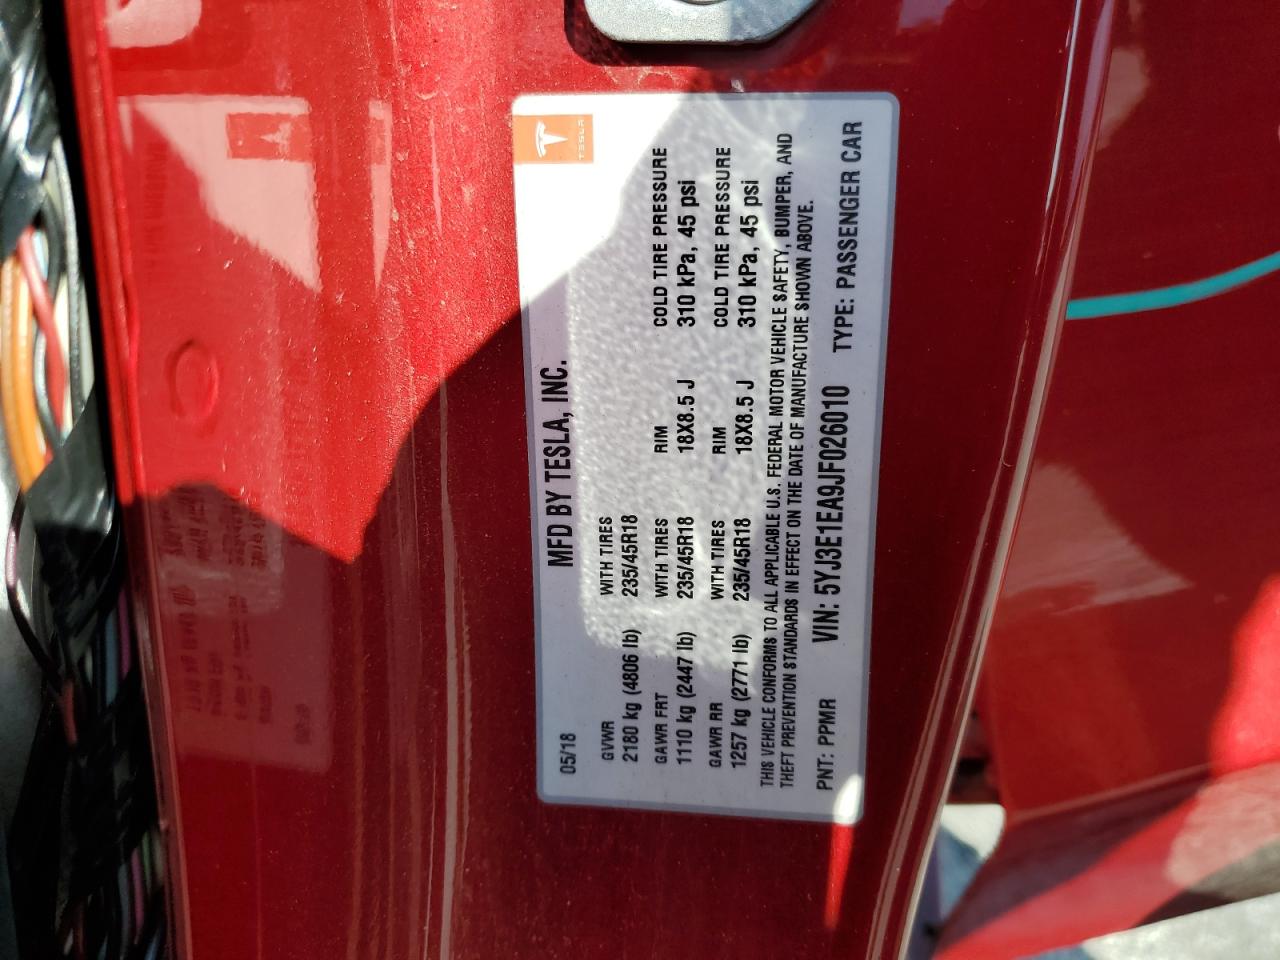 TESLA
MFD BY TESLA, INC.
05/18
GVWR WITH TIRES
2180 kg (4806 lb) 235/45R18
GAWR FRT WITH TIRES RIM COLD TIRE PRESSURE
1110 kg (2447 lb) 235/45R18 18X8.5 J 310 kPa, 45 psi
GAWR RR WITH TIRES RIM COLD TIRE PRESSURE
1257 kg (2771 lb) 235/45R18 18X8.5 J 310 kPa, 45 psi
THIS VEHICLE CONFORMS TO ALL APPLICABLE U.S. FEDERAL MOTOR VEHICLE SAFETY, BUMPER, AND
THEFT PREVENTION STANDARDS IN EFFECT ON THE DATE OF MANUFACTURE SHOWN ABOVE.
PNT: PPMR VIN: 5YJ3E1EA9JF026010 TYPE: PASSENGER CAR